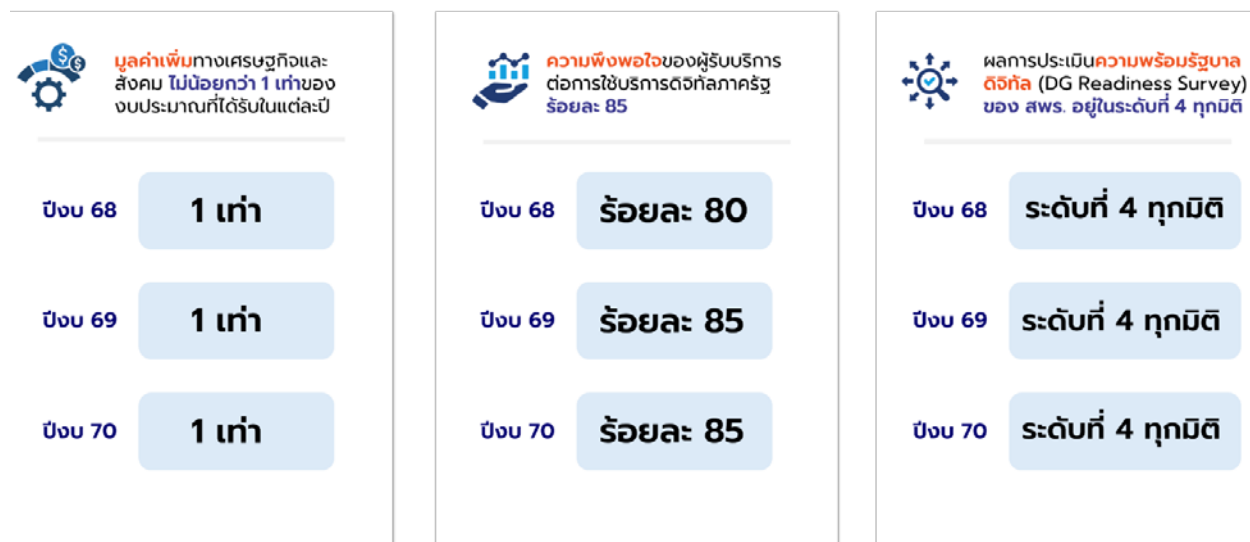 มูลค่าเพิ่มทางเศรษฐกิจและ
สังคม ไม่น้อยกว่า 1 เท่าของ
งบประมาณที่ได้รับในแต่ละปี
ปีงบ 68
1 เท่า
ปีงบ 69
1 เท่า
ปีงบ 70
1 เท่า
ความพึงพอใจของผู้รับบริการ
ต่อการใช้บริการดิจิทัลภาครัฐ
ร้อยละ 85
ปีงบ 68
ร้อยละ 80
ปีงบ 69
ร้อยละ 85
ปีงบ 70
ร้อยละ 85
ผลการประเมินความพร้อมรัฐบาล
ดิจิทัล (DG Readiness Survey)
ของ สพร. อยู่ในระดับที่ 4 ทุกมิติ
ปีงบ 68
ระดับที่ 4 ทุกมิติ
ปีงบ 69
ระดับที่ 4 ทุกมิติ
ปีงบ 70
ระดับที่ 4 ทุกมิติ